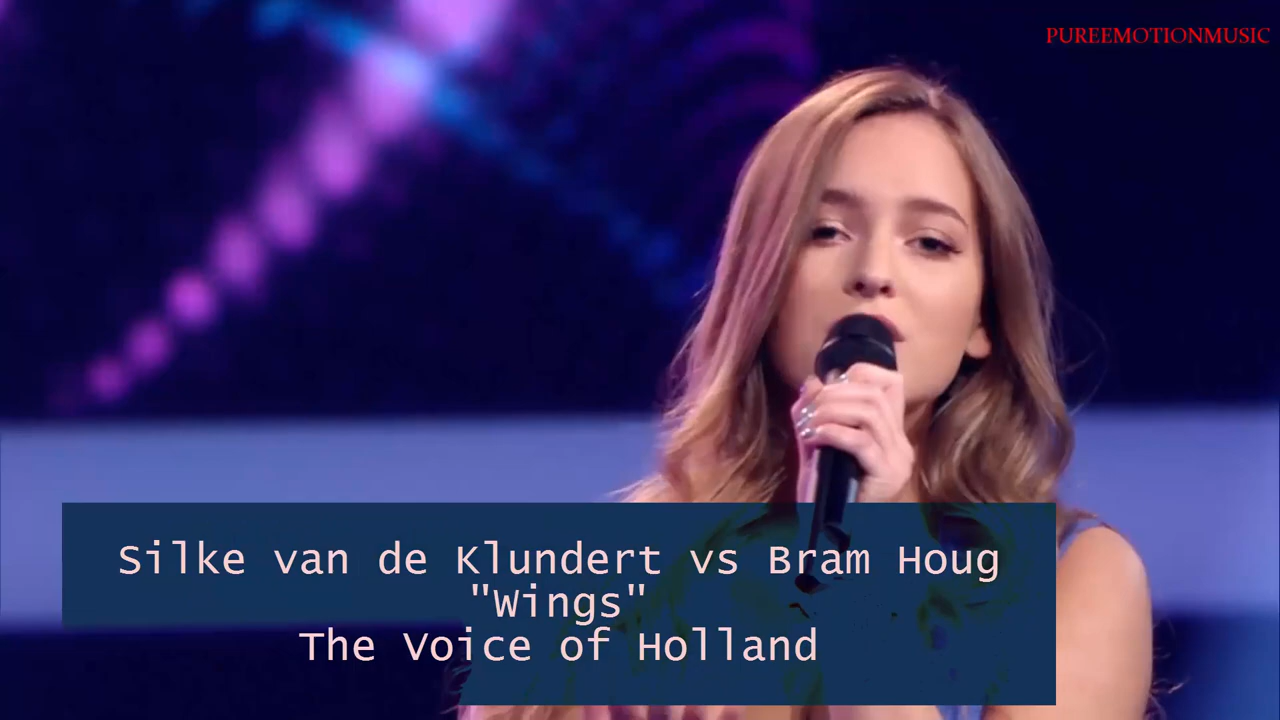 PUREEMOTIONMUSIC
Silke van de Klundert vs Bram Houg
"Wings"
The Voice of Holland